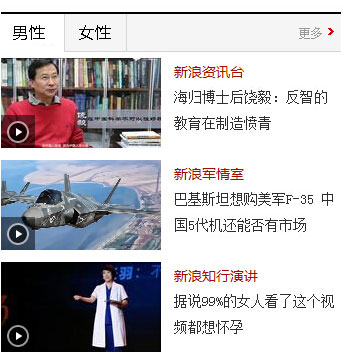 男性
女性
更多
新浪资讯台
海归博士后饶毅：反智的
教育在制造愤青
新浪军情室
巴基斯坦想购美军F-35 中
国5代机还能否有市场
新浪知行演讲
据说99%的女人看了这个视
频都想怀孕